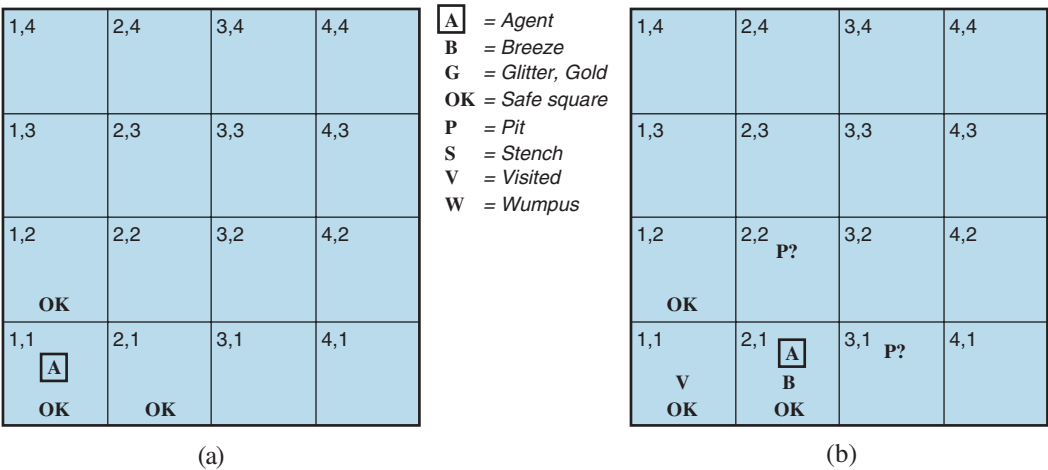 1,4 2,4 3,4 4,4
1,3 2,3 3,3 4,3
1,2 2,2 3,2 4,2
OK
1,1 2,1 3,1 4,1
A
OK OK
(a)
A = Agent
B = Breeze
G = Glitter, Gold
OK = Safe square
P = Pit
S = Stench
V = Visited
W = Wumpus
1,4 2,4 3,4 4,4
1,3 2,3 3,3 4,3
1,2 2,2 3,2 4,2
P?
OK
1,1 2,1 3,1 4,1
A P?
V B
OK OK
(b)